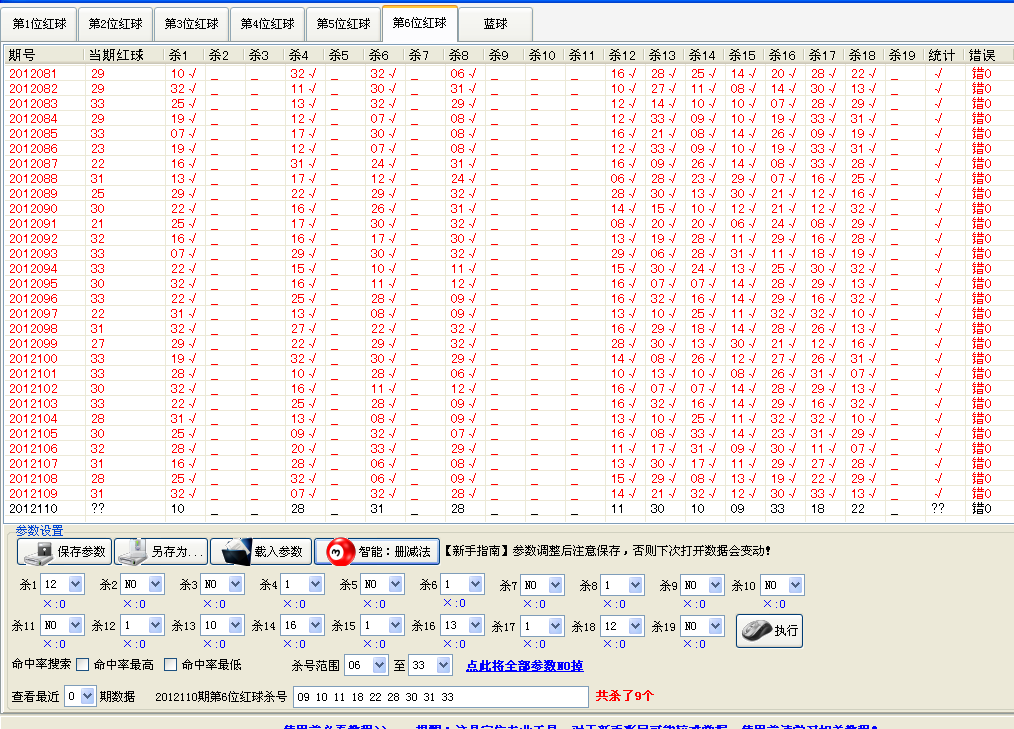 第1位红球 第2位红球 第3位红球 第4位红球 第5位红球 第6位红球 蓝球
期号 当期红球 杀1 杀2 杀3 杀4 杀5 杀6 杀7 杀8 杀9 杀10 杀11 杀12 杀13 杀14 杀15 杀16 杀17 杀18 杀19 统计 错误
2012081 29 10 √ _ _ 32 √ _ 32 √ _ 06 √ _ _ _ 16 √ 28 √ 25 √ 14 √ 20 √ 28 √ 22 √ _ √ 错0
2012082 29 32 √ _ _ 11 √ _ 30 √ _ 31 √ _ _ _ 10 √ 27 √ 11 √ 08 √ 14 √ 30 √ 13 √ _ √ 错0
2012083 33 25 √ _ _ 13 √ _ 32 √ _ 29 √ _ _ _ 12 √ 14 √ 10 √ 10 √ 07 √ 28 √ 29 √ _ √ 错0
2012084 29 19 √ _ _ 12 √ _ 07 √ _ 08 √ _ _ _ 12 √ 33 √ 09 √ 10 √ 19 √ 33 √ 31 √ _ √ 错0
2012085 33 07 √ _ _ 17 √ _ 30 √ _ 08 √ _ _ _ 16 √ 21 √ 08 √ 14 √ 26 √ 09 √ 19 √ _ √ 错0
2012086 23 19 √ _ _ 12 √ _ 07 √ _ 08 √ _ _ _ 12 √ 33 √ 09 √ 10 √ 19 √ 33 √ 31 √ _ √ 错0
2012087 22 16 √ _ _ 31 √ _ 24 √ _ 31 √ _ _ _ 16 √ 09 √ 26 √ 14 √ 08 √ 33 √ 28 √ _ √ 错0
2012088 31 13 √ _ _ 17 √ _ 12 √ _ 24 √ _ _ _ 06 √ 28 √ 23 √ 29 √ 07 √ 16 √ 25 √ _ √ 错0
2012089 25 29 √ _ _ 22 √ _ 29 √ _ 32 √ _ _ _ 28 √ 30 √ 13 √ 30 √ 21 √ 12 √ 16 √ _ √ 错0
2012090 30 22 √ _ _ 16 √ _ 26 √ _ 31 √ _ _ _ 14 √ 15 √ 10 √ 12 √ 21 √ 12 √ 32 √ _ √ 错0
2012091 21 25 √ _ _ 17 √ _ 30 √ _ 32 √ _ _ _ 08 √ 20 √ 20 √ 06 √ 24 √ 08 √ 29 √ _ √ 错0
2012092 32 16 √ _ _ 16 √ _ 17 √ _ 30 √ _ _ _ 13 √ 19 √ 28 √ 11 √ 29 √ 16 √ 28 √ _ √ 错0
2012093 33 07 √ _ _ 29 √ _ 30 √ _ 32 √ _ _ _ 29 √ 06 √ 28 √ 31 √ 11 √ 18 √ 19 √ _ √ 错0
2012094 33 22 √ _ _ 15 √ _ 10 √ _ 11 √ _ _ _ 15 √ 30 √ 24 √ 13 √ 25 √ 30 √ 32 √ _ √ 错0
2012095 30 32 √ _ _ 16 √ _ 11 √ _ 12 √ _ _ _ 16 √ 07 √ 07 √ 14 √ 28 √ 29 √ 13 √ _ √ 错0
2012096 33 22 √ _ _ 25 √ _ 28 √ _ 09 √ _ _ _ 16 √ 32 √ 16 √ 14 √ 29 √ 16 √ 32 √ _ √ 错0
2012097 22 31 √ _ _ 13 √ _ 08 √ _ 09 √ _ _ _ 13 √ 10 √ 25 √ 11 √ 32 √ 32 √ 10 √ _ √ 错0
2012098 31 32 √ _ _ 27 √ _ 22 √ _ 32 √ _ _ _ 16 √ 29 √ 18 √ 14 √ 28 √ 26 √ 13 √ _ √ 错0
2012099 27 29 √ _ _ 22 √ _ 29 √ _ 32 √ _ _ _ 28 √ 30 √ 13 √ 30 √ 21 √ 12 √ 16 √ _ √ 错0
2012100 33 19 √ _ _ 32 √ _ 30 √ _ 29 √ _ _ _ 14 √ 08 √ 26 √ 12 √ 27 √ 26 √ 31 √ _ √ 错0
2012101 33 28 √ _ _ 10 √ _ 28 √ _ 06 √ _ _ _ 10 √ 13 √ 10 √ 08 √ 26 √ 31 √ 07 √ _ √ 错0
2012102 30 32 √ _ _ 16 √ _ 11 √ _ 12 √ _ _ _ 16 √ 07 √ 07 √ 14 √ 28 √ 29 √ 13 √ _ √ 错0
2012103 33 22 √ _ _ 25 √ _ 28 √ _ 09 √ _ _ _ 16 √ 32 √ 16 √ 14 √ 29 √ 16 √ 32 √ _ √ 错0
2012104 28 31 √ _ _ 13 √ _ 08 √ _ 09 √ _ _ _ 13 √ 10 √ 25 √ 11 √ 32 √ 32 √ 10 √ _ √ 错0
2012105 30 25 √ _ _ 09 √ _ 32 √ _ 07 √ _ _ _ 16 √ 08 √ 33 √ 14 √ 23 √ 31 √ 29 √ _ √ 错0
2012106 32 28 √ _ _ 20 √ _ 33 √ _ 29 √ _ _ _ 11 √ 17 √ 31 √ 09 √ 30 √ 11 √ 07 √ _ √ 错0
2012107 31 16 √ _ _ 28 √ _ 06 √ _ 08 √ _ _ _ 13 √ 30 √ 17 √ 11 √ 29 √ 27 √ 28 √ _ √ 错0
2012108 28 25 √ _ _ 32 √ _ 06 √ _ 09 √ _ _ _ 15 √ 29 √ 08 √ 13 √ 19 √ 22 √ 29 √ _ √ 错0
2012109 31 32 √ _ _ 07 √ _ 32 √ _ 28 √ _ _ _ 14 √ 21 √ 32 √ 12 √ 30 √ 33 √ 13 √ _ √ 错0
2012110 ?? 10 _ _ 28 _ 31 _ 28 _ _ _ 11 30 10 09 33 18 22 _ ?? 错0
参数设置
保存参数 另存为... 载入参数 智能：删减法 【新手指南】参数调整后注意保存，否则下次打开数据会变动!
杀1 12 杀2 NO 杀3 NO 杀4 1 杀5 NO 杀6 1 杀7 NO 杀8 1 杀9 NO 杀10 NO
×:0 ×:0 ×:0 ×:0 ×:0 ×:0 ×:0 ×:0 ×:0 ×:0
杀11 NO 杀12 1 杀13 10 杀14 16 杀15 1 杀16 13 杀17 1 杀18 12 杀19 NO 执行
×:0 ×:0 ×:0 ×:0 ×:0 ×:0 ×:0 ×:0 ×:0
命中率搜索 命中率最高 命中率最低 杀号范围 06 至 33 点此将全部参数NO掉
查看最近 0 期数据 2012110期第6位红球杀号 09 10 11 18 22 28 30 31 33 共杀了9个